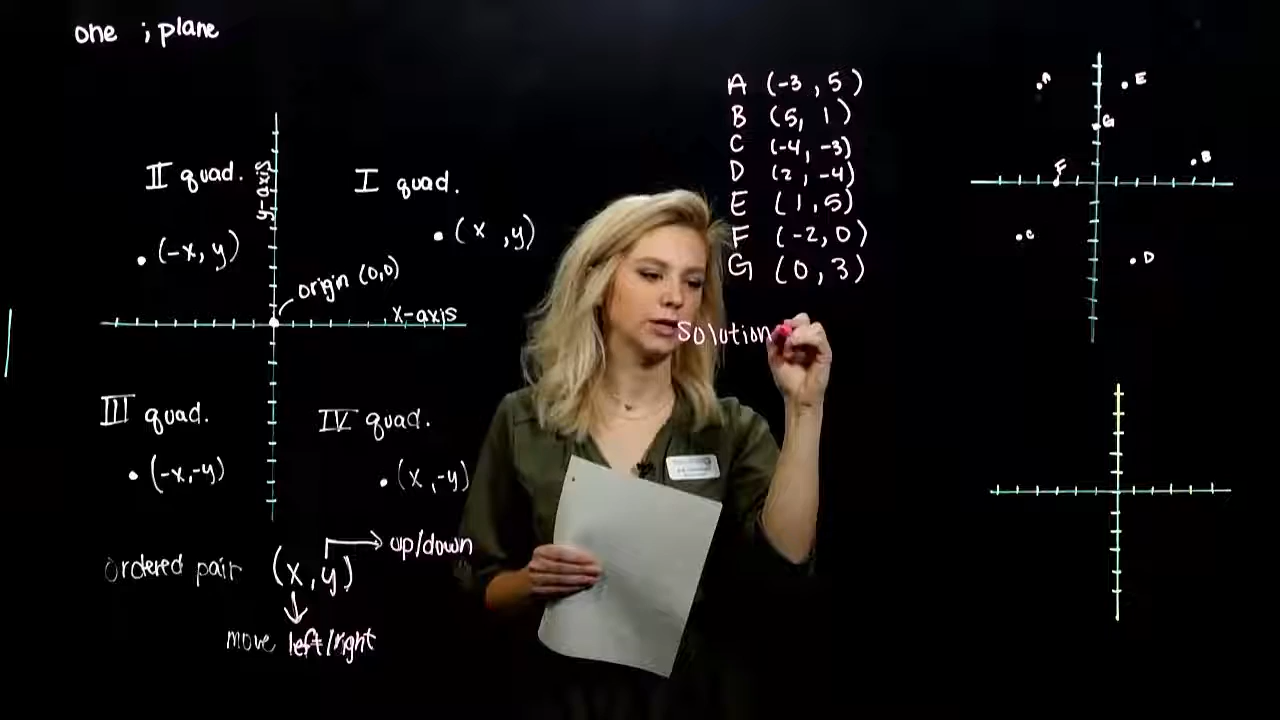 one ; plane
II quad.
y-axis
I quad.
(-x, y)
(x ,y)
origin (0,0)
x-axis
III quad.
IV quad.
(-x,-y)
(x ,-y)
ordered pair (x,y)
up/down
move left/right
A (-3 , 5)
B (5, 1)
C (-4, -3)
D (2, -4)
E (1,5)
F (-2, 0)
G (0, 3)
Solution
A
E
G
B
F
C
D